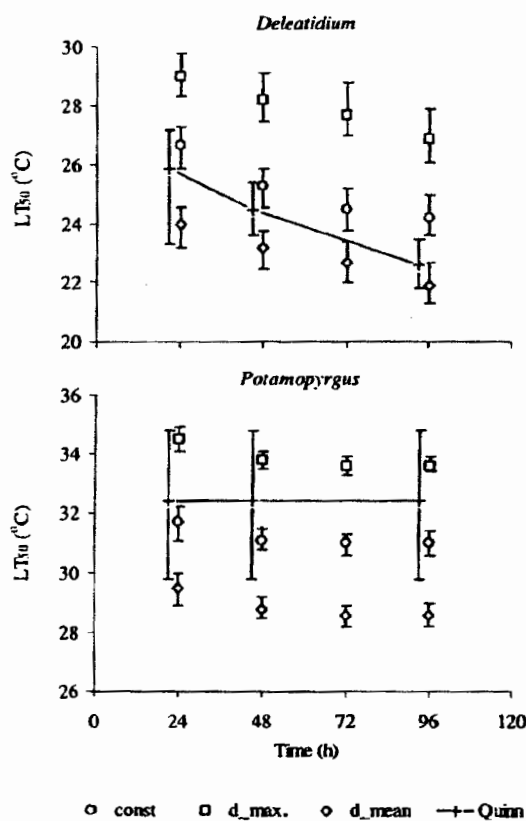 Deleatidium
30
28
26
24
22
20
LT50 (°C)
Potamopyrgus
36
34
32
30
28
26
LT50 (°C)
0 24 48 72 96 120
Time (h)
const d_max. d_mean Quinn